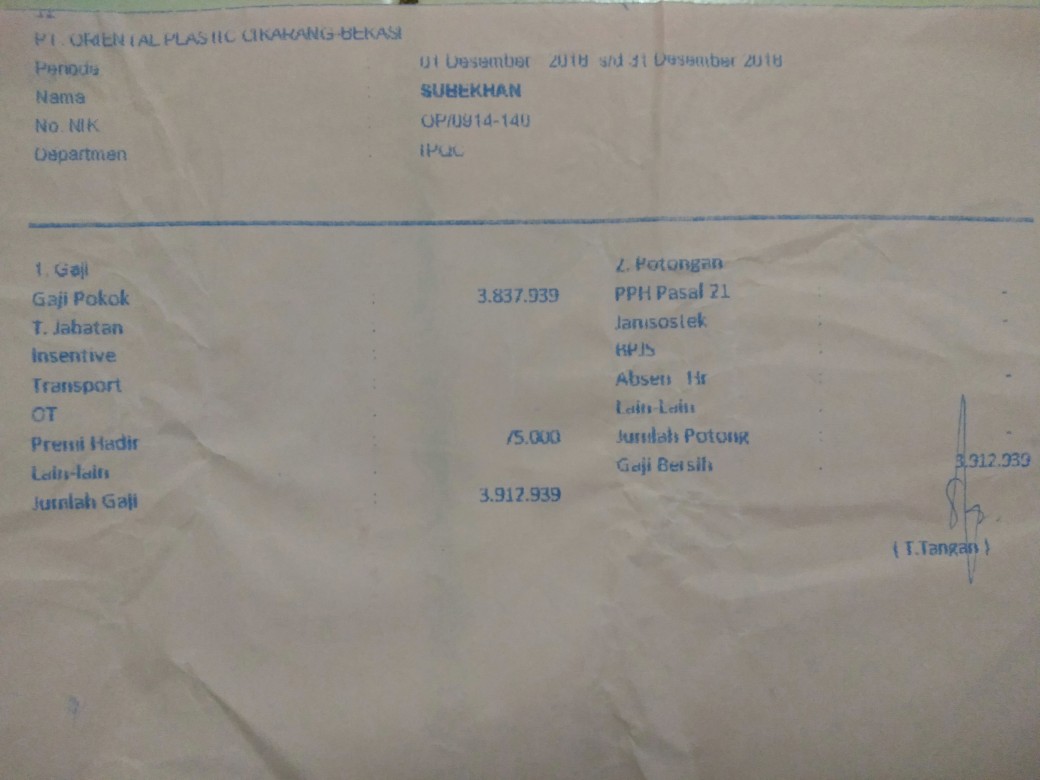 12
PT. ORIENTAL PLASTIC CIKARANG-BEKASI
Periode 01 Desember 2018 s/d 31 Desember 2018
Nama SUBEKHAN
No. NIK OP/0914-140
Departmen : IPQC
1. Gaji 2. Potongan
Gaji Pokok : 3.837.939 PPH Pasal 21 -
T. Jabatan : Jamsostek -
Insentive : BPJS :
Transport : Absen Hr : -
OT : Lain-Lain :
Premi Hadir : 75.000 Jumlah Potong : -
Lain-lain : Gaji Bersih : 3.912.939
Jumlah Gaji : 3.912.939
( T.Tangan )